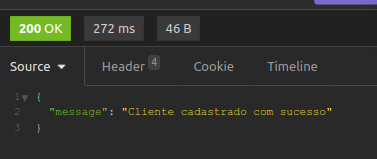 200 OK 272 ms 46 B
Source Header 4 Cookie Timeline
1 {
2 "message": "Cliente cadastrado com sucesso"
3 }